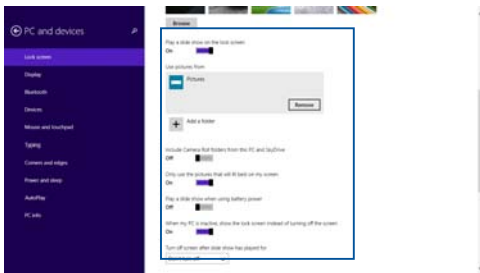 PC and devices
Lock screen
Display
Bluetooth
Devices
Mouse and touchpad
Typing
Corners and edges
Power and sleep
AutoPlay
PC info
Browse
Play a slide show on the lock screen
On
Use pictures from
Pictures
Remove
Add a folder
Include Camera Roll folders from this PC and SkyDrive
Off
Only use the pictures that will fit best on my screen
On
Play a slide show when using battery power
Off
When my PC is inactive, show the lock screen instead of turning off the screen
On
Turn off screen after slide show has played for
Don't turn off